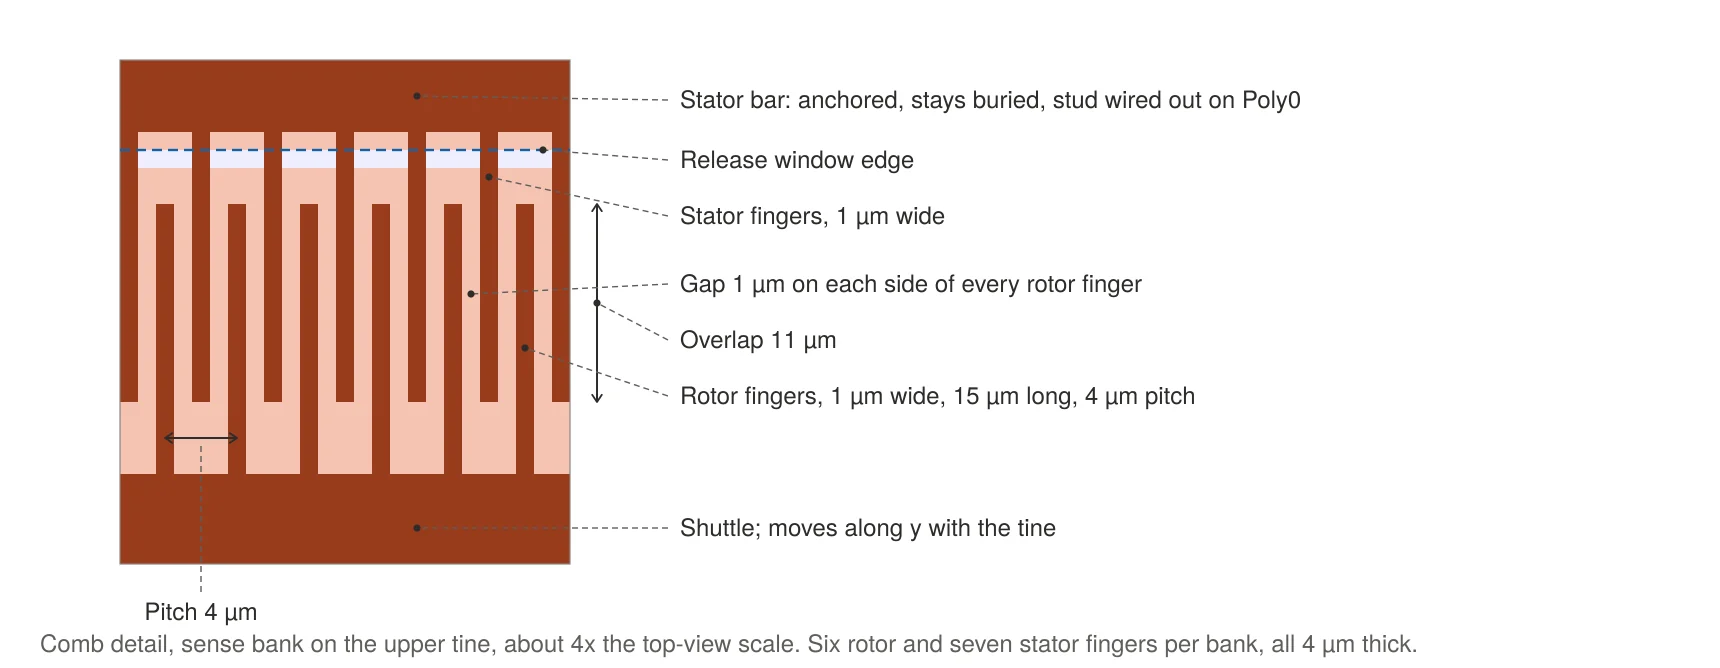 Stator bar: anchored, stays buried, stud wired out on Poly0
Release window edge
Stator fingers, 1 µm wide
Gap 1 µm on each side of every rotor finger
Overlap 11 µm
Rotor fingers, 1 µm wide, 15 µm long, 4 µm pitch
Shuttle; moves along y with the tine
Pitch 4 µm
Comb detail, sense bank on the upper tine, about 4x the top-view scale. Six rotor and seven stator fingers per bank, all 4 µm thick.